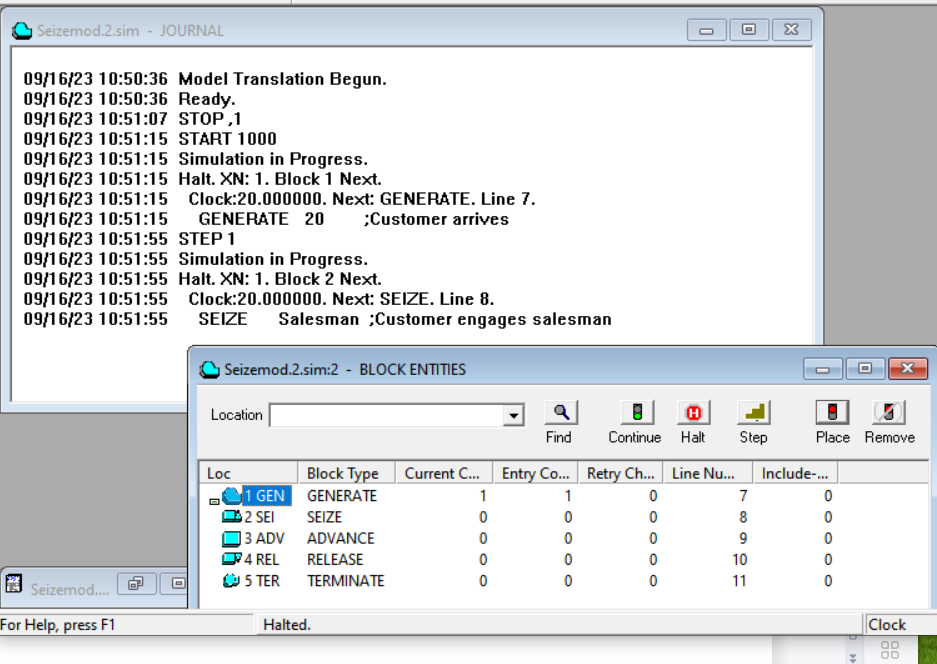 Seizemod.2.sim - JOURNAL
09/16/23 10:50:36 Model Translation Begun.
09/16/23 10:50:36 Ready.
09/16/23 10:51:07 STOP ,1
09/16/23 10:51:15 START 1000
09/16/23 10:51:15 Simulation in Progress.
09/16/23 10:51:15 Halt. XN: 1. Block 1 Next.
09/16/23 10:51:15 Clock:20.000000. Next: GENERATE. Line 7.
09/16/23 10:51:15 GENERATE 20 ;Customer arrives
09/16/23 10:51:55 STEP 1
09/16/23 10:51:55 Simulation in Progress.
09/16/23 10:51:55 Halt. XN: 1. Block 2 Next.
09/16/23 10:51:55 Clock:20.000000. Next: SEIZE. Line 8.
09/16/23 10:51:55 SEIZE Salesman ;Customer engages salesman
Seizemod.2.sim:2 - BLOCK ENTITIES
Location
Find Continue Halt Step Place Remove
Loc Block Type Current C... Entry Co... Retry Ch... Line Nu... Include-...
1 GEN GENERATE 1 1 0 7 0
2 SEI SEIZE 0 0 0 8 0
3 ADV ADVANCE 0 0 0 9 0
4 REL RELEASE 0 0 0 10 0
5 TER TERMINATE 0 0 0 11 0
Seizemod....
For Help, press F1 Halted. Clock